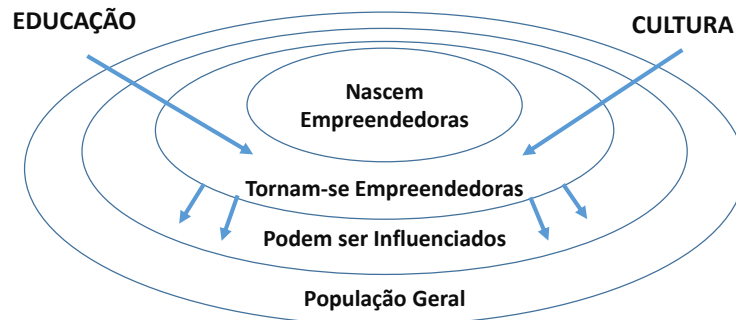 EDUCAÇÃO
CULTURA
Nascem
Empreendedoras
Tornam-se Empreendedoras
Podem ser Influenciados
População Geral